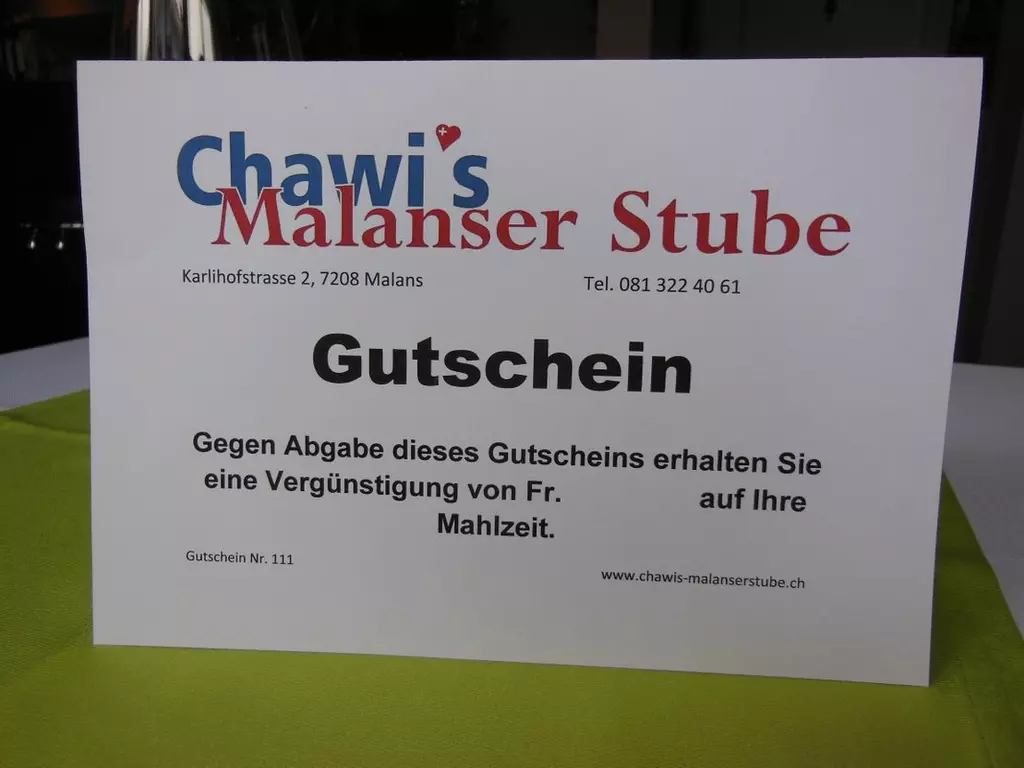 Chawi's
Malanser Stube
Karlihofstrasse 2, 7208 Malans Tel. 081 322 40 61
Gutschein
Gegen Abgabe dieses Gutscheins erhalten Sie
eine Vergünstigung von Fr. auf Ihre
Mahlzeit.
Gutschein Nr. 111
www.chawis-malanserstube.ch